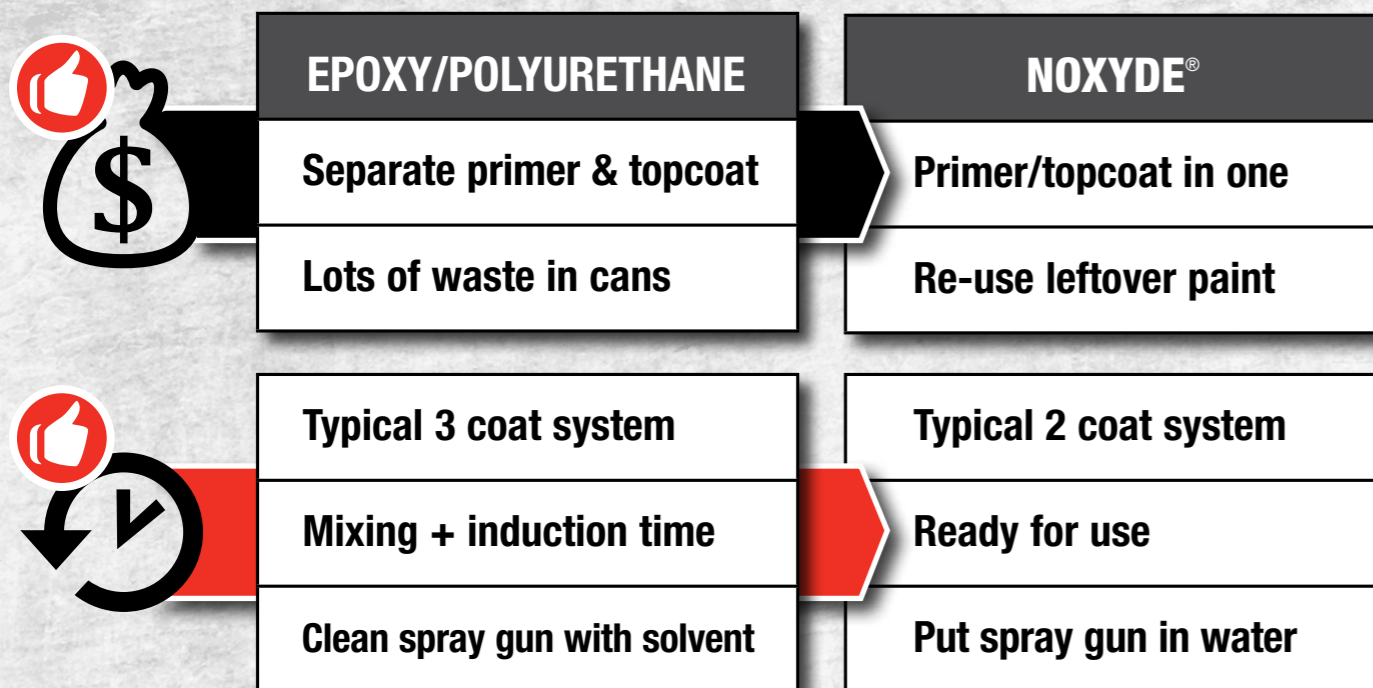 EPOXY/POLYURETHANE
NOXYDE®
$
Separate primer & topcoat
Primer/topcoat in one
Lots of waste in cans
Re-use leftover paint
Typical 3 coat system
Typical 2 coat system
Mixing + induction time
Ready for use
Clean spray gun with solvent
Put spray gun in water